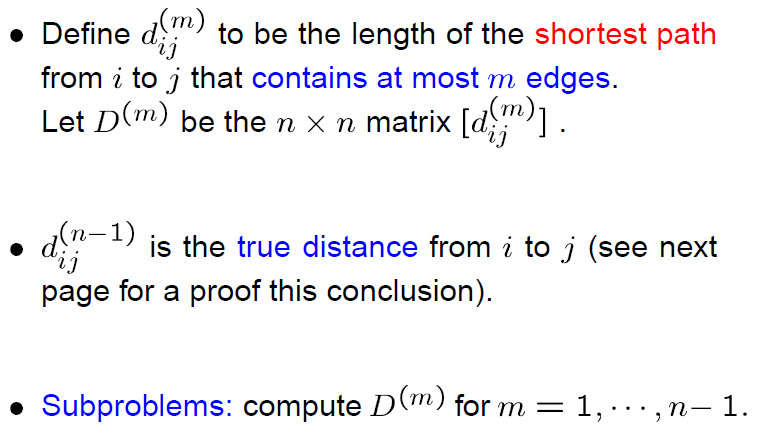 • Define $d_{ij}^{(m)}$ to be the length of the shortest path
from $i$ to $j$ that contains at most $m$ edges.
Let $D^{(m)}$ be the $n \times n$ matrix $[d_{ij}^{(m)}]$ .
• $d_{ij}^{(n-1)}$ is the true distance from $i$ to $j$ (see next
page for a proof this conclusion).
• Subproblems: compute $D^{(m)}$ for $m = 1, \cdots, n - 1$.